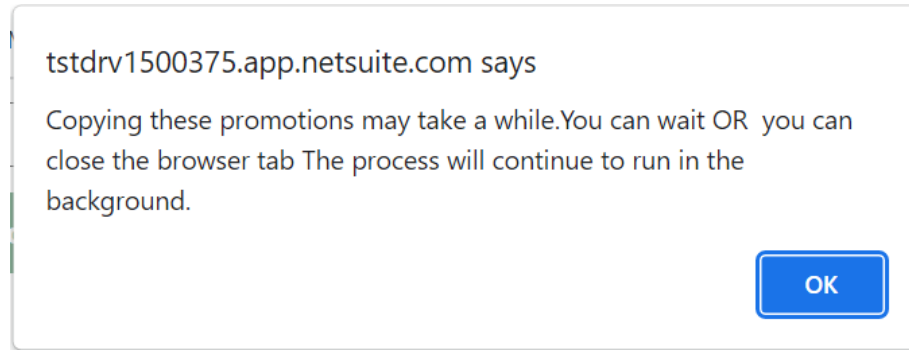 tstdrv1500375.app.netsuite.com says
Copying these promotions may take a while.You can wait OR  you can
close the browser tab The process will continue to run in the
background.
OK